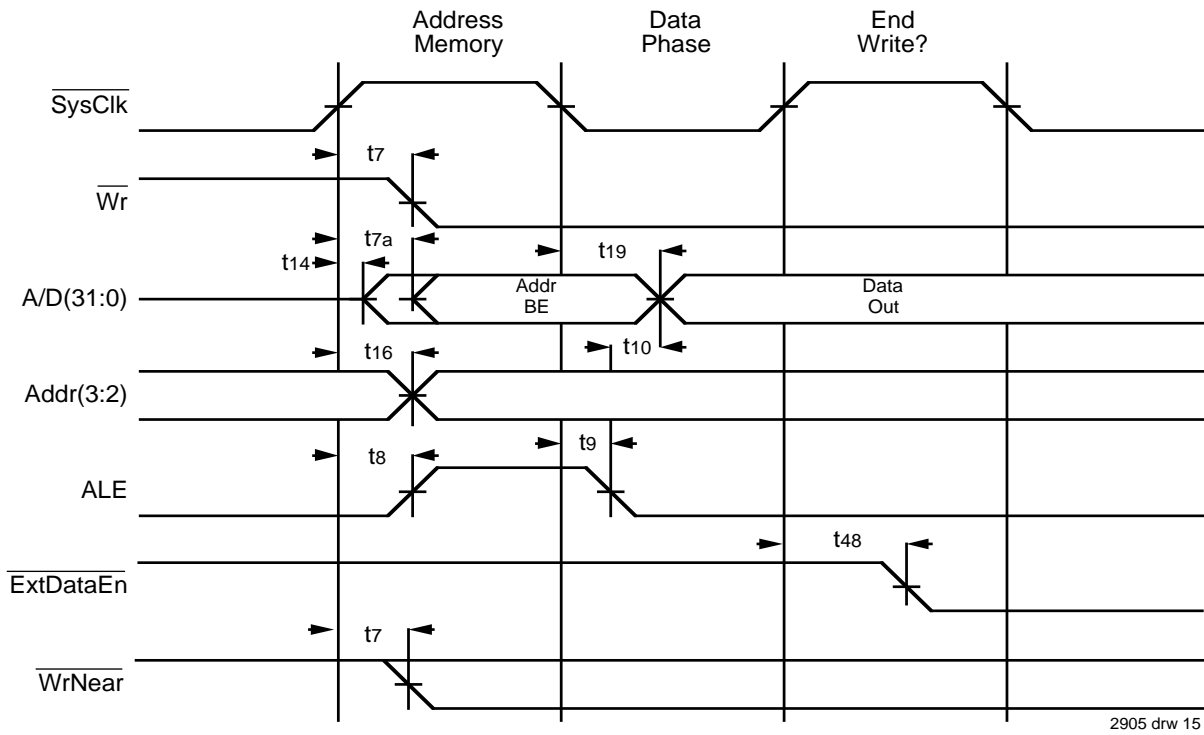 Address
Memory
Data
Phase
End
Write?
SysClk
t7
Wr
t7a
t14
t19
A/D(31:0)
Addr
BE
Data
Out
t16
t10
Addr(3:2)
t8
t9
ALE
t48
ExtDataEn
t7
WrNear
2905 drw 15